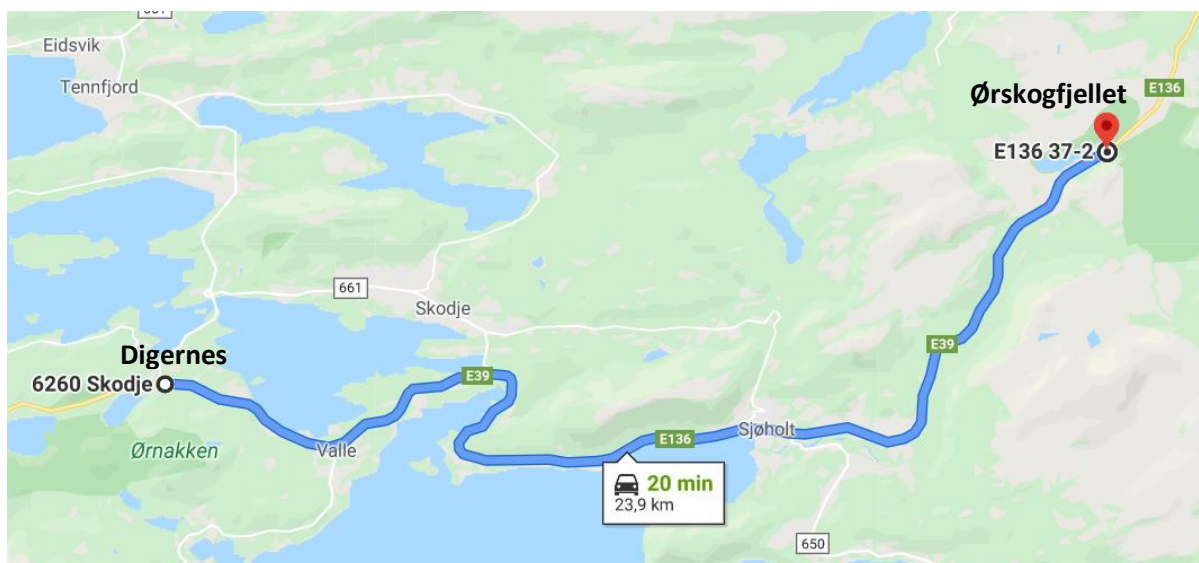 661
Eidsvik
Tennfjord
Ørskogfjellet
E136
E136 37-2
661
Skodje
Digernes
6260 Skodje
E39
E39
Ørnakken
Valle
E136
Sjøholt
20 min
23,9 km
650